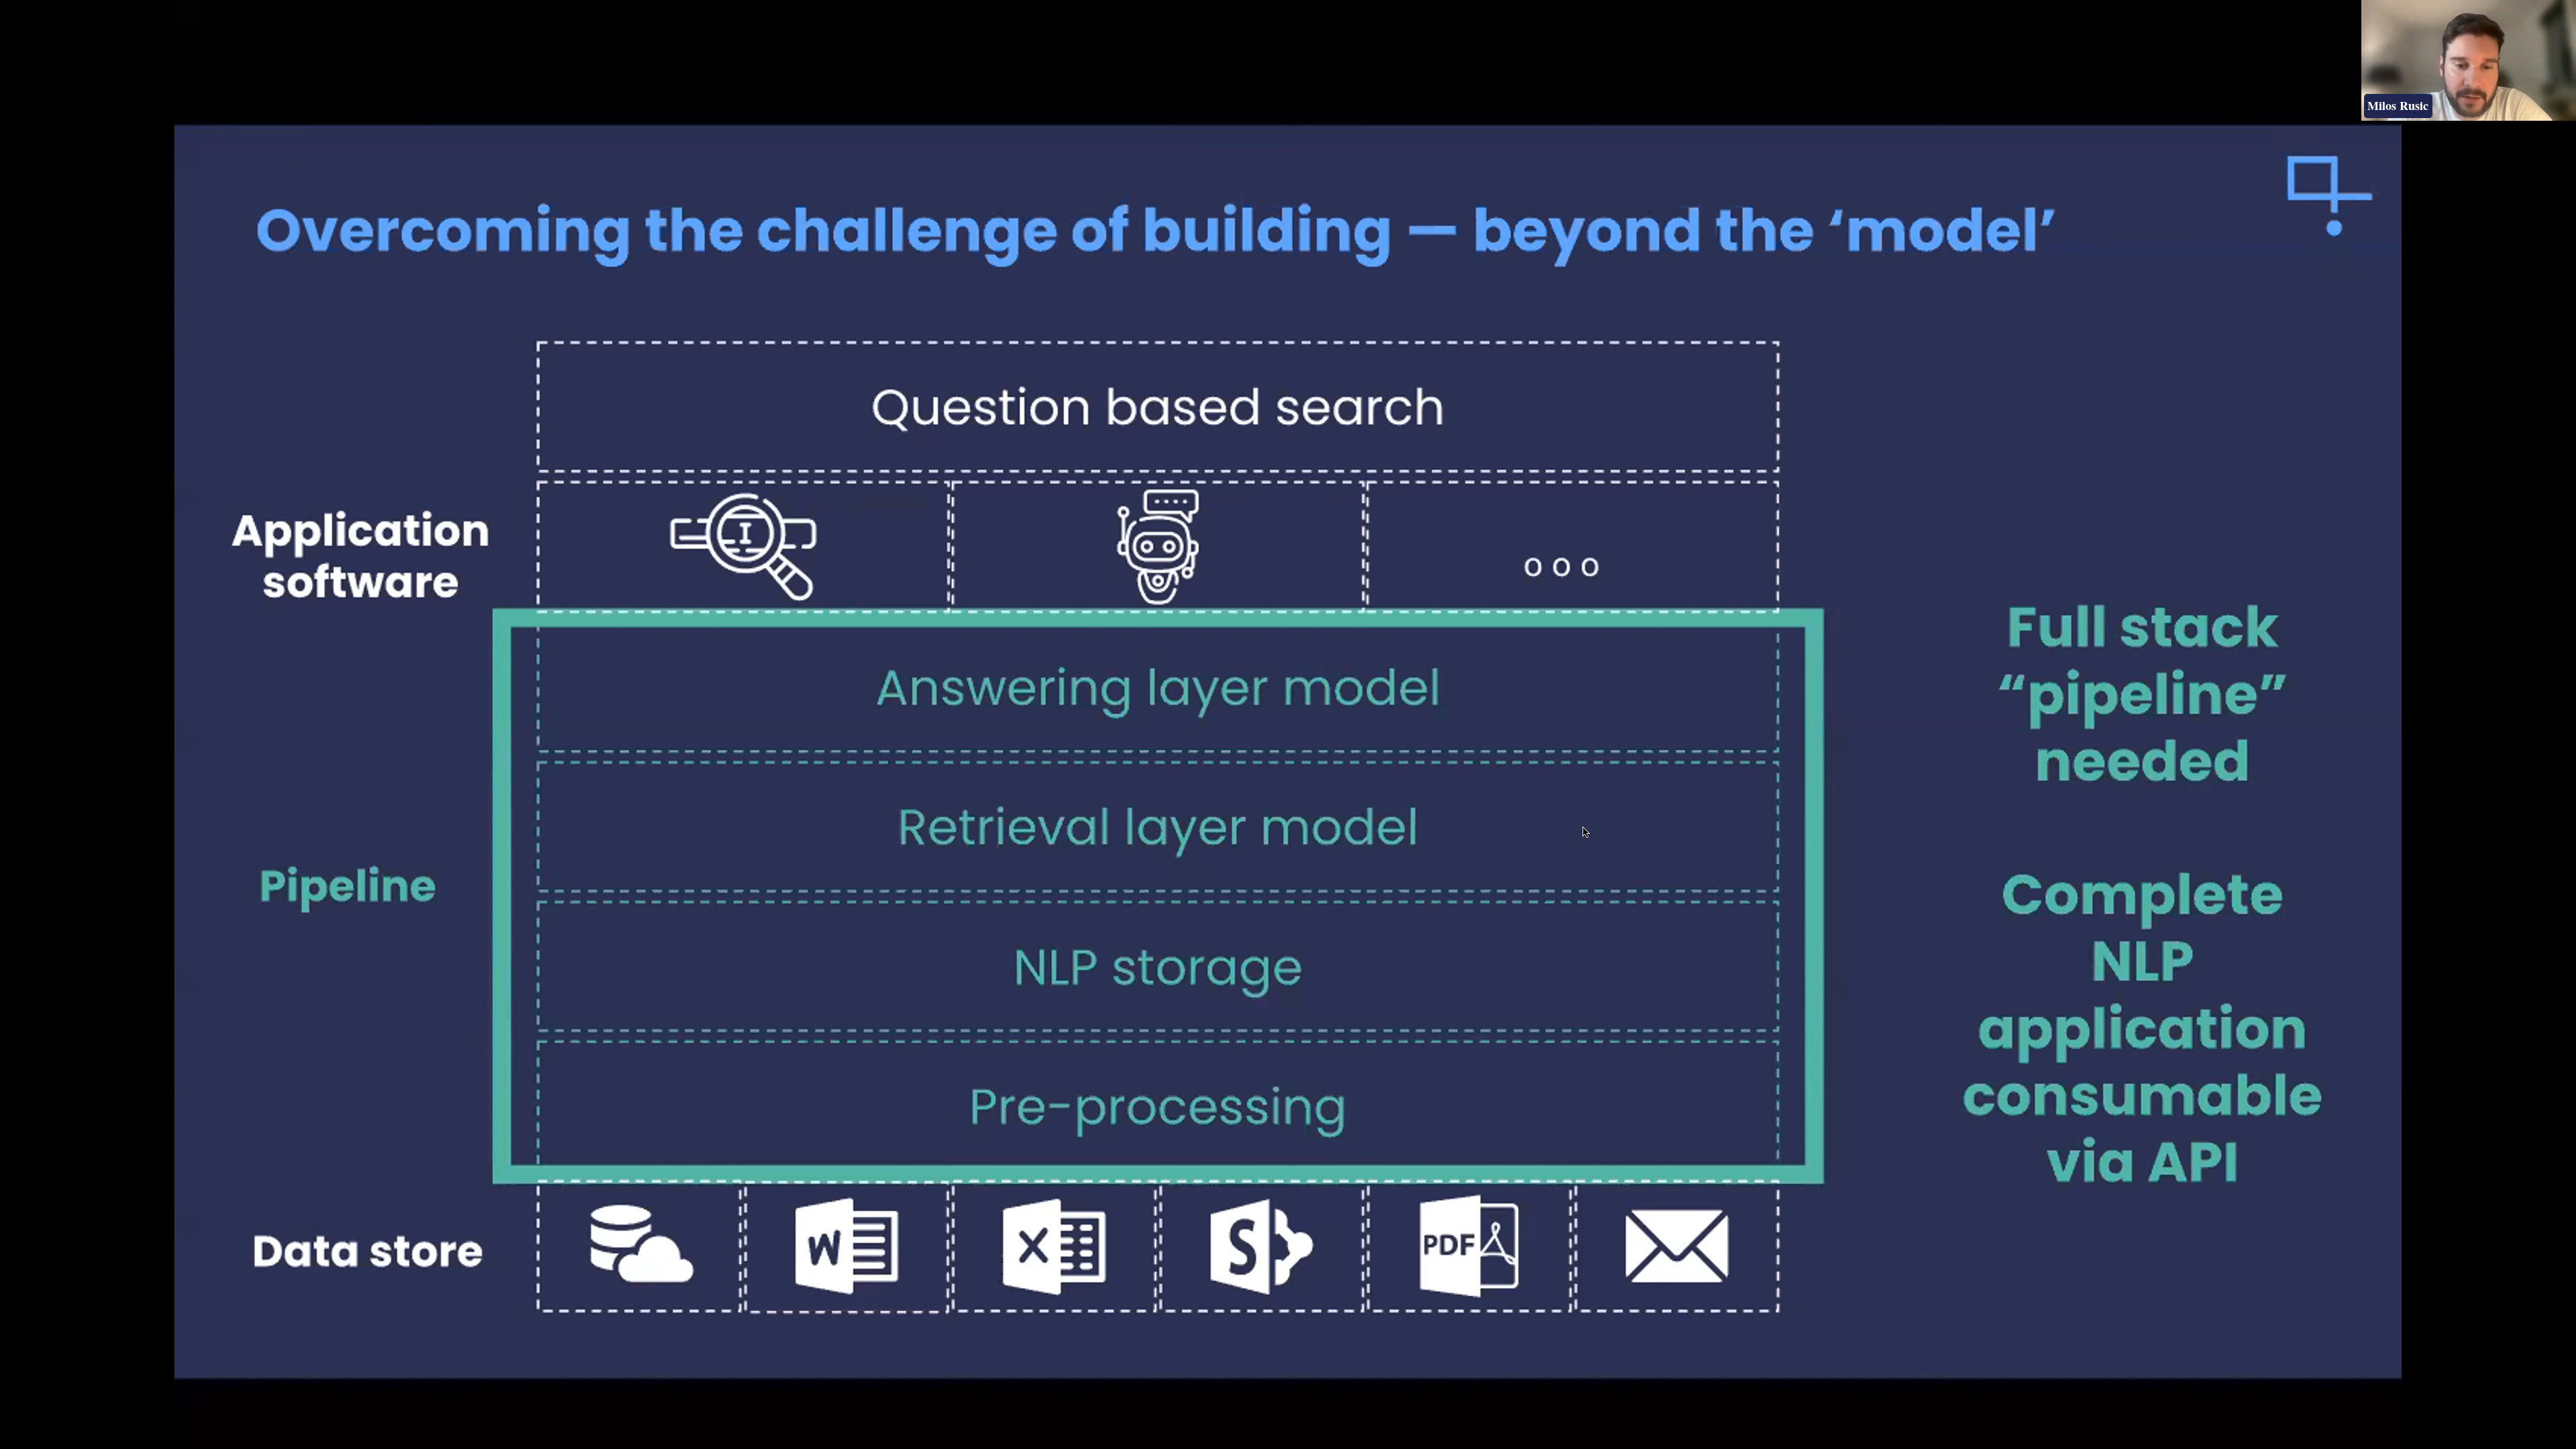 Milos Rusic
Overcoming the challenge of building — beyond the ‘model’
Question based search
Application
software
I
Answering layer model
Retrieval layer model
Pipeline
NLP storage
Pre-processing
Full stack
“pipeline”
needed
Complete
NLP
application
consumable
via API
Data store
W
X
S
PDF